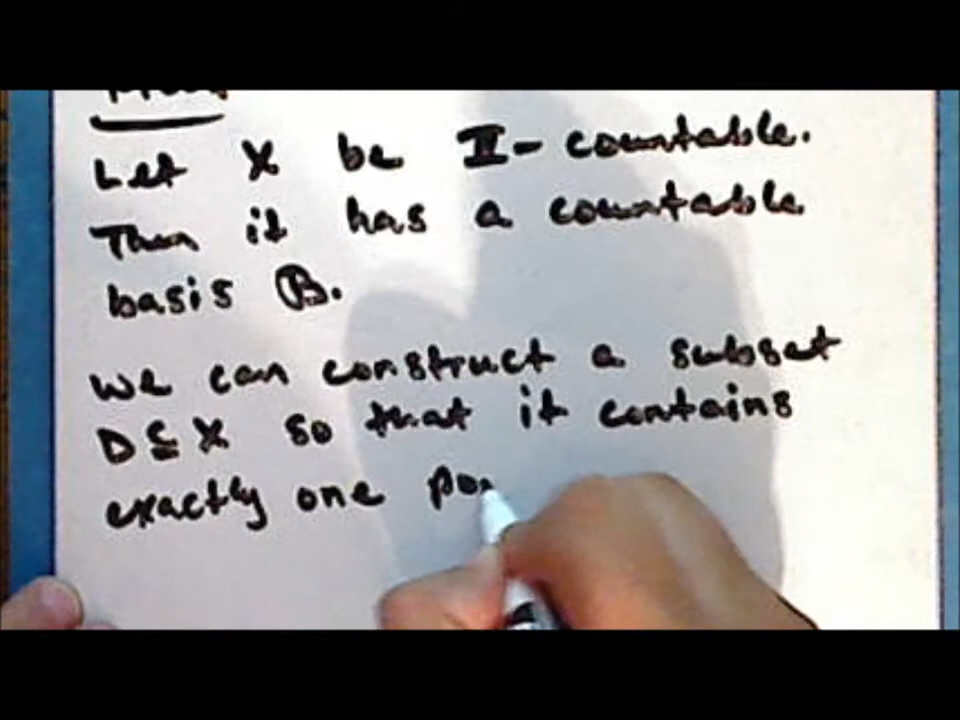 Let X be II-countable.
Then it has a countable
basis B.
We can construct a subset
D ⊆ X so that it contains
exactly one